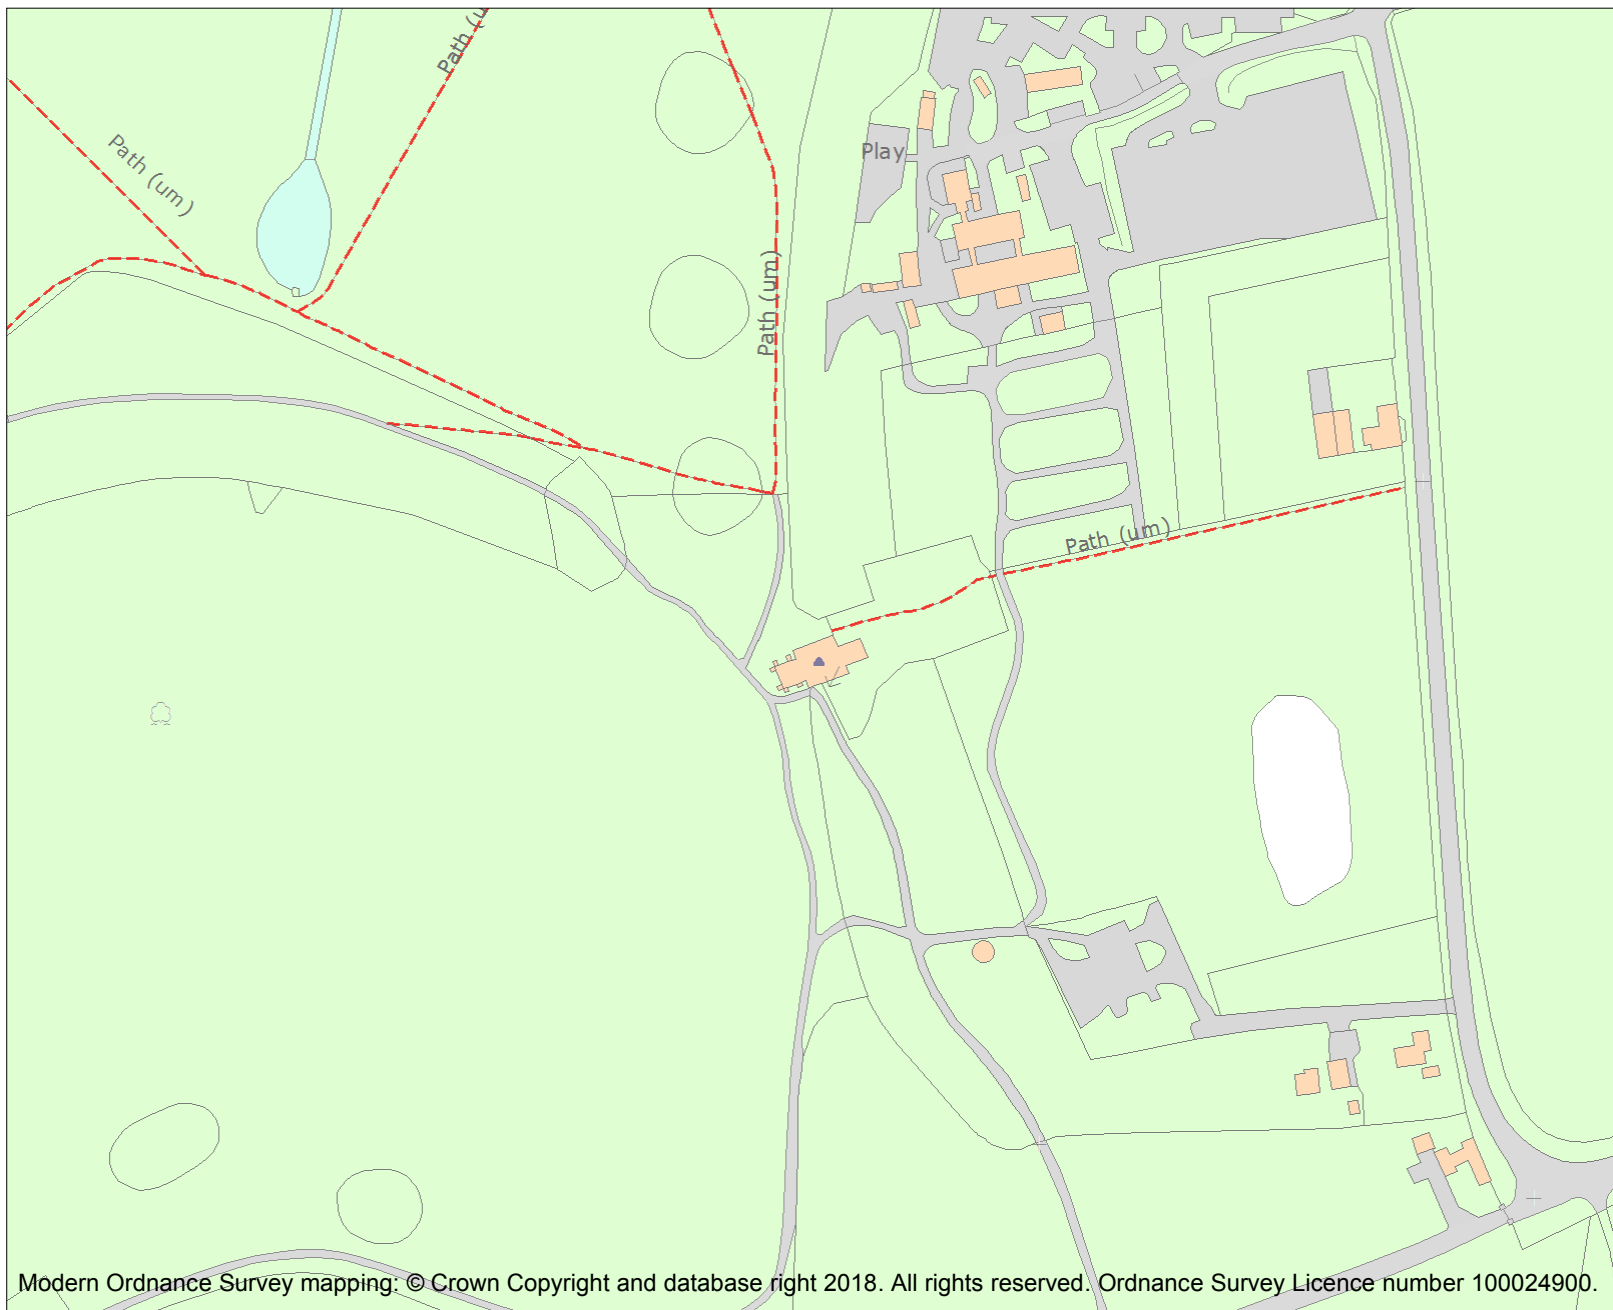 Path (u
Path (um)
Play
Path (um)
Path (um)
Modern Ordnance Survey mapping: © Crown Copyright and database right 2018. All rights reserved. Ordnance Survey Licence number 100024900.